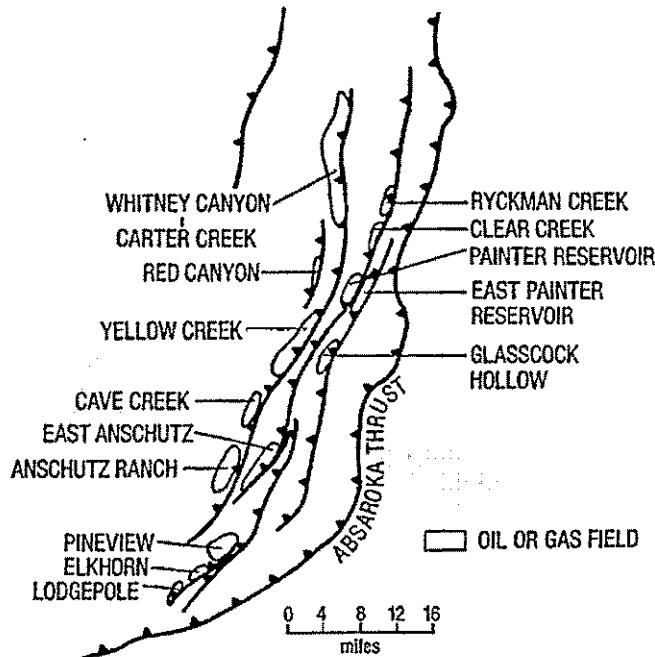 WHITNEY CANYON
CARTER CREEK
RED CANYON
YELLOW CREEK
CAVE CREEK
EAST ANSCHUTZ
ANSCHUTZ RANCH
PINEVIEW
ELKHORN
LODGEPOLE
RYCKMAN CREEK
CLEAR CREEK
PAINTER RESERVOIR
EAST PAINTER
RESERVOIR
GLASSCOCK
HOLLOW
ABSAROKA THRUST
OIL OR GAS FIELD
0 4 8 12 16
miles